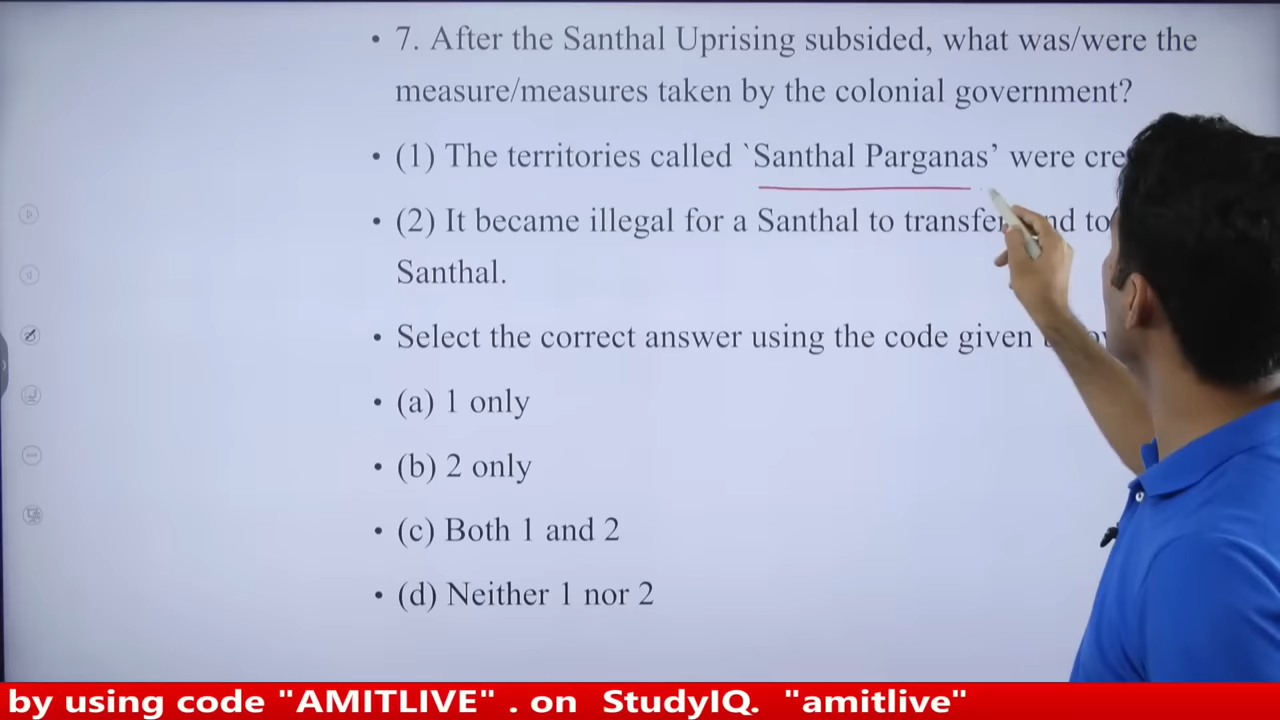 • 7. After the Santhal Uprising subsided, what was/were the
measure/measures taken by the colonial government?
• (1) The territories called `Santhal Parganas’ were
• (2) It became illegal for a Santhal to transfer to
Santhal.
• Select the correct answer using the code given
• (a) 1 only
• (b) 2 only
• (c) Both 1 and 2
• (d) Neither 1 nor 2
by using code "AMITLIVE" . on StudyIQ. "amitlive"